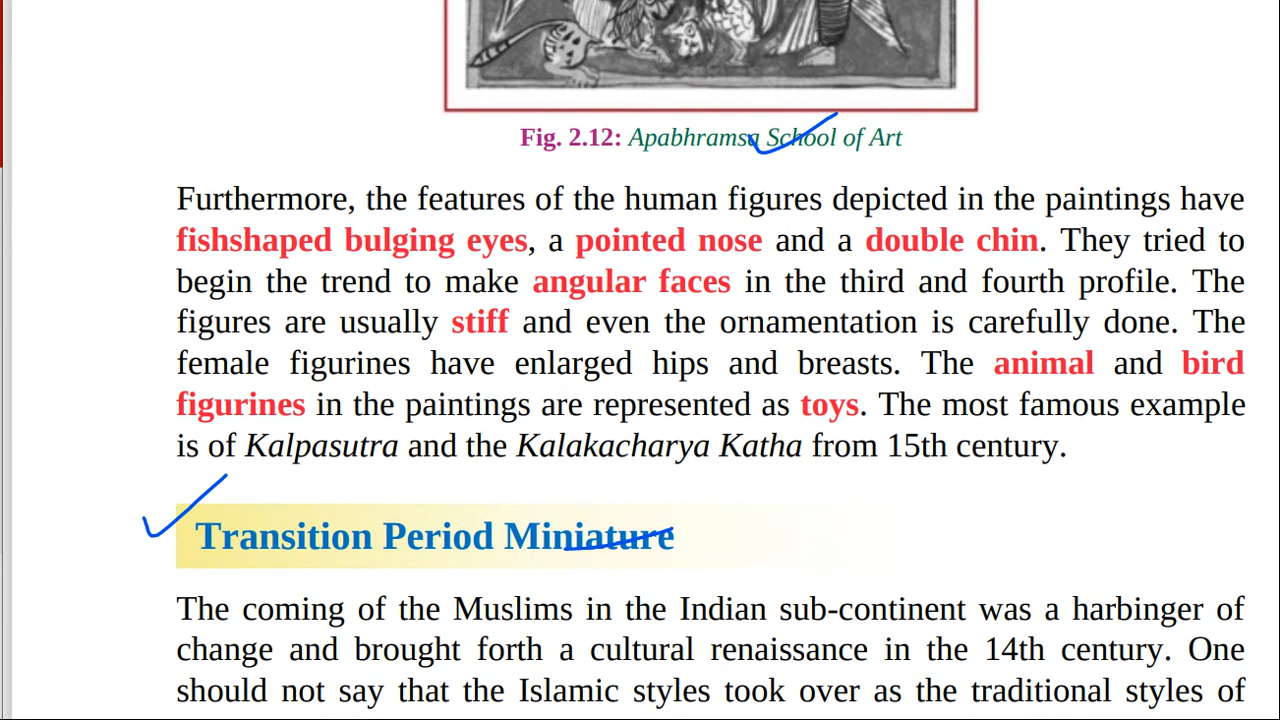 Fig. 2.12: Apabhramsa School of Art
Furthermore, the features of the human figures depicted in the paintings have
fishshaped bulging eyes, a pointed nose and a double chin. They tried to
begin the trend to make angular faces in the third and fourth profile. The
figures are usually stiff and even the ornamentation is carefully done. The
female figurines have enlarged hips and breasts. The animal and bird
figurines in the paintings are represented as toys. The most famous example
is of Kalpasutra and the Kalakacharya Katha from 15th century.
Transition Period Miniature
The coming of the Muslims in the Indian sub-continent was a harbinger of
change and brought forth a cultural renaissance in the 14th century. One
should not say that the Islamic styles took over as the traditional styles of